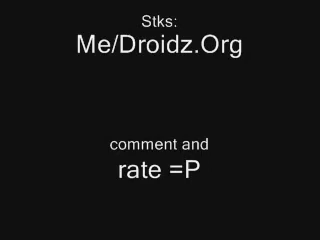 Stks:
Me/Droidz.Org
comment and
rate =P